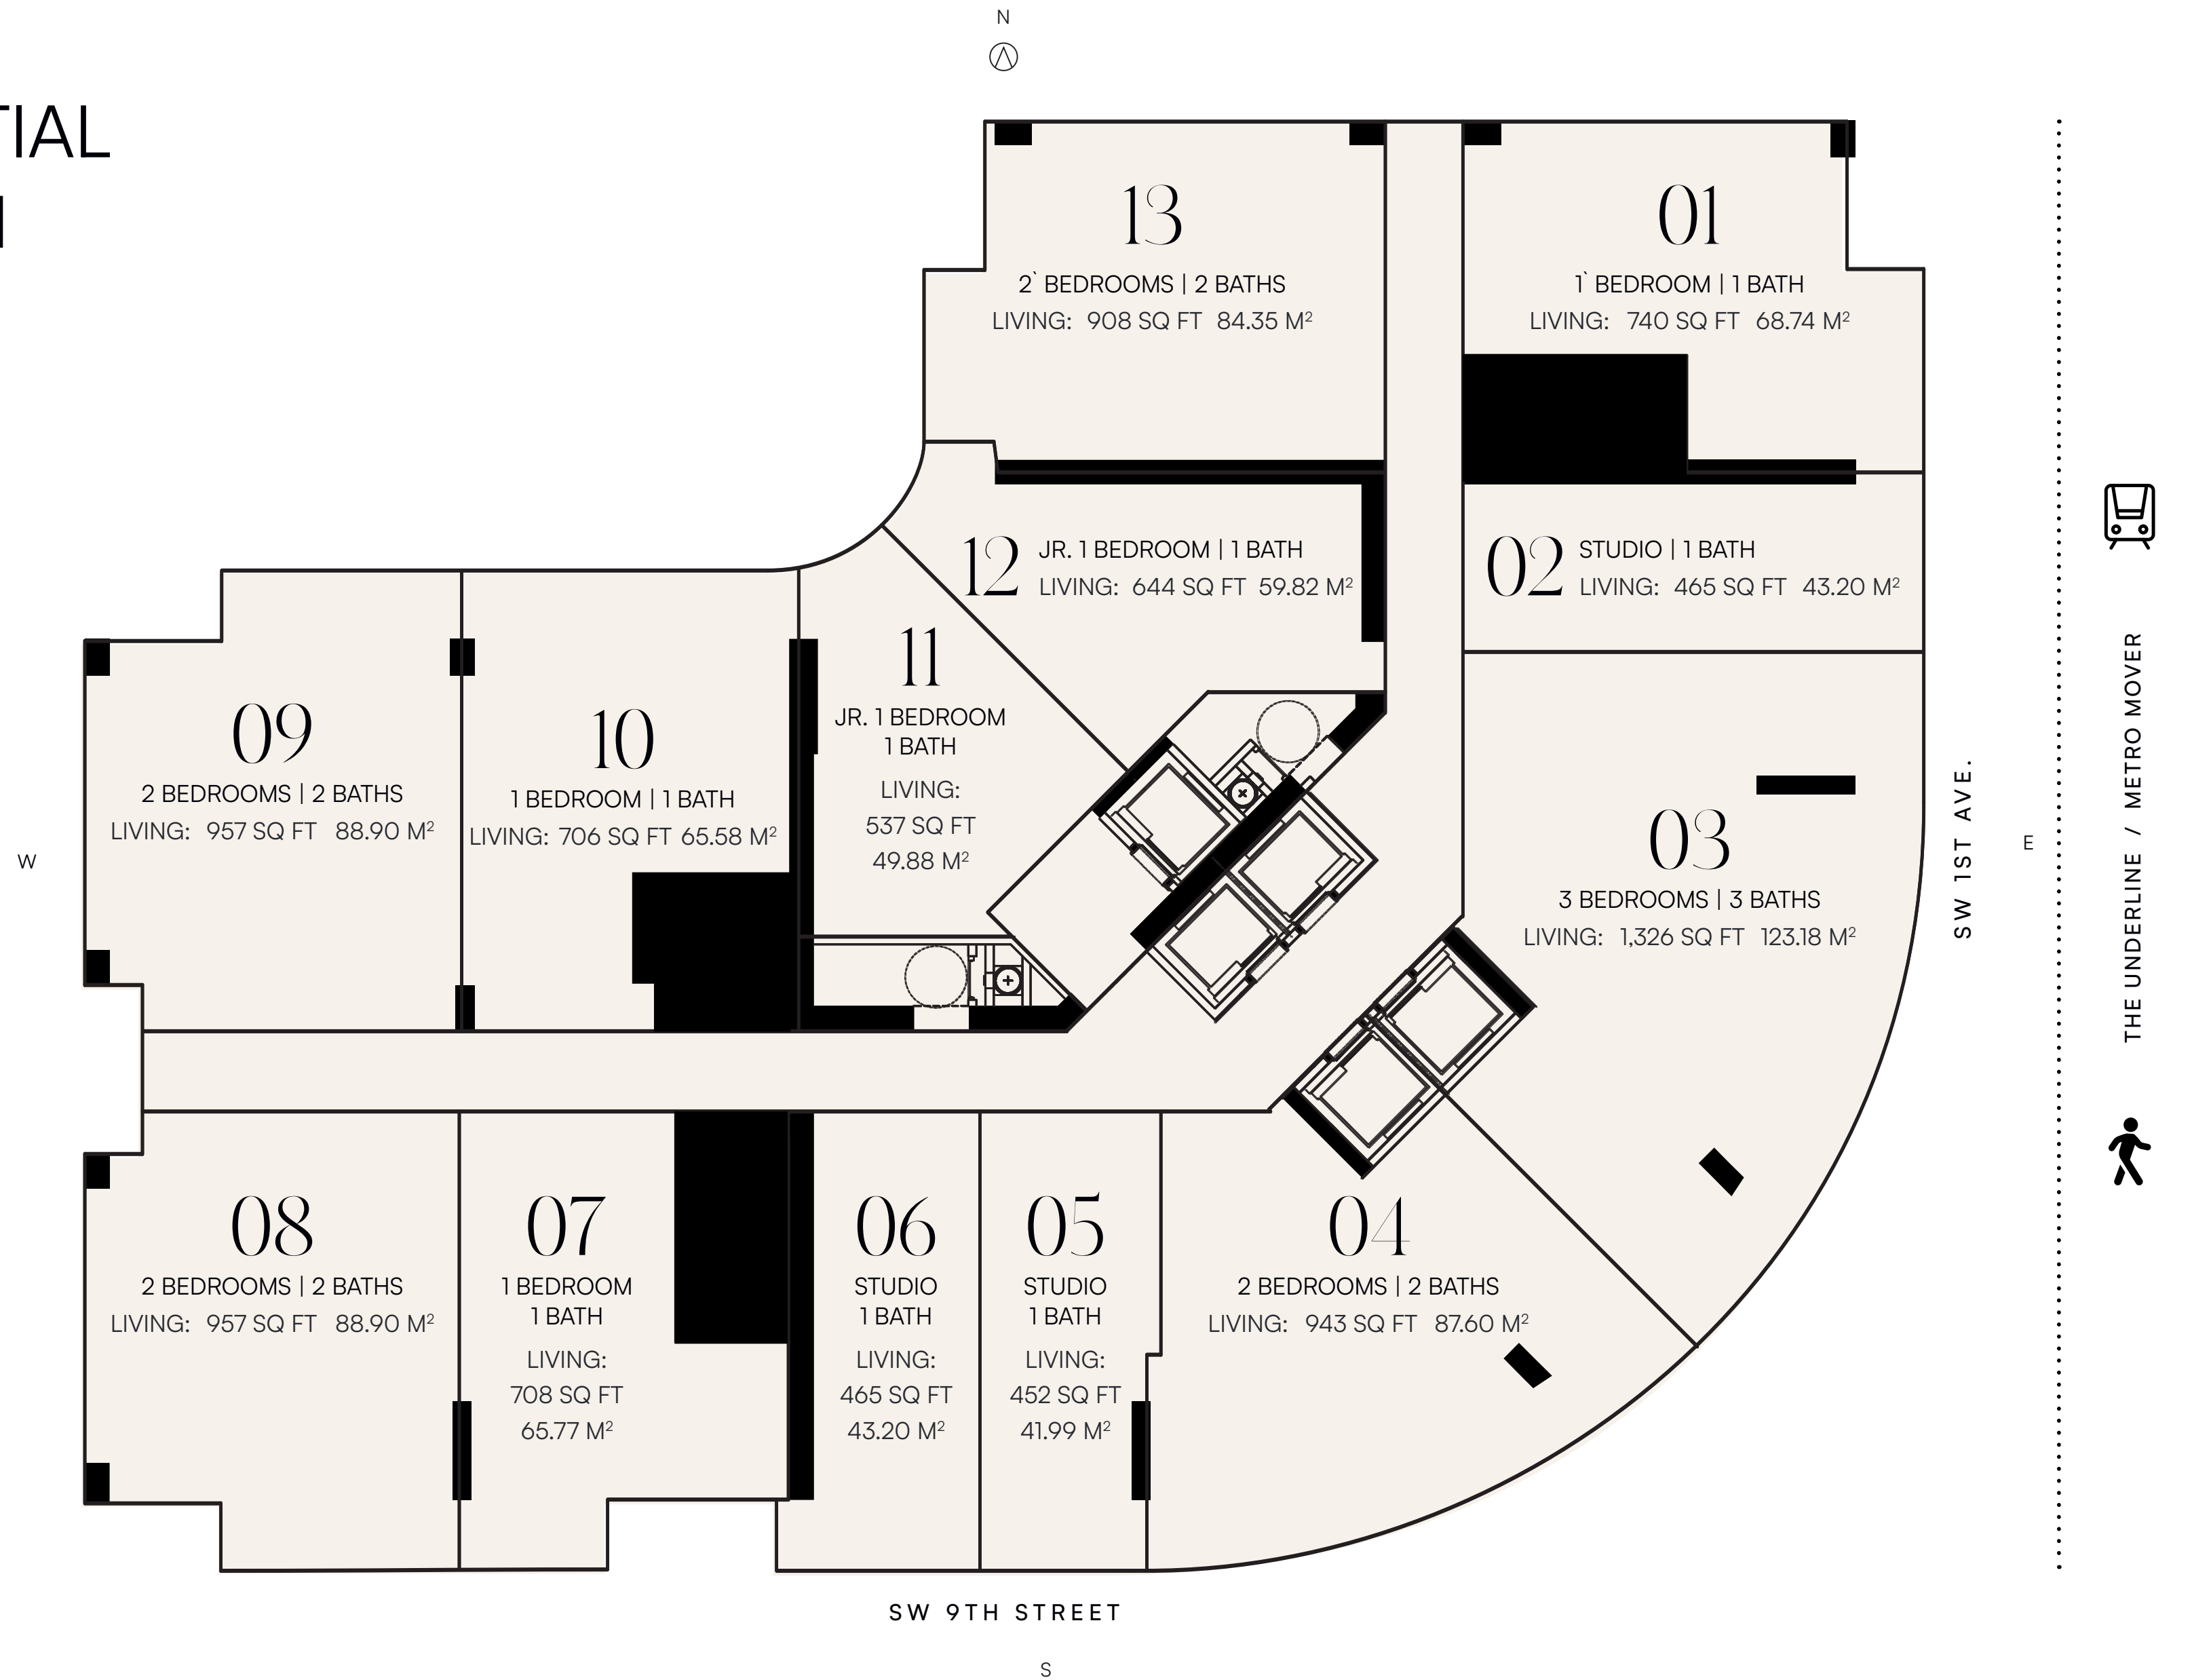 N
TIAL
13
2` BEDROOMS | 2 BATHS
LIVING: 908 SQ FT 84.35 M²
01
1` BEDROOM | 1 BATH
LIVING: 740 SQ FT 68.74 M²
12
JR. 1 BEDROOM | 1 BATH
LIVING: 644 SQ FT 59.82 M²
02
STUDIO | 1 BATH
LIVING: 465 SQ FT 43.20 M²
09
2 BEDROOMS | 2 BATHS
LIVING: 957 SQ FT 88.90 M²
10
1 BEDROOM | 1 BATH
LIVING: 706 SQ FT 65.58 M²
11
JR. 1 BEDROOM
1 BATH
LIVING:
537 SQ FT
49.88 M²
03
3 BEDROOMS | 3 BATHS
LIVING: 1,326 SQ FT 123.18 M²
W
E
SW 1ST AVE.
THE UNDERLINE / METRO MOVER
08
2 BEDROOMS | 2 BATHS
LIVING: 957 SQ FT 88.90 M²
07
1 BEDROOM
1 BATH
LIVING:
708 SQ FT
65.77 M²
06
STUDIO
1 BATH
LIVING:
465 SQ FT
43.20 M²
05
STUDIO
1 BATH
LIVING:
452 SQ FT
41.99 M²
04
2 BEDROOMS | 2 BATHS
LIVING: 943 SQ FT 87.60 M²
SW 9TH STREET
S